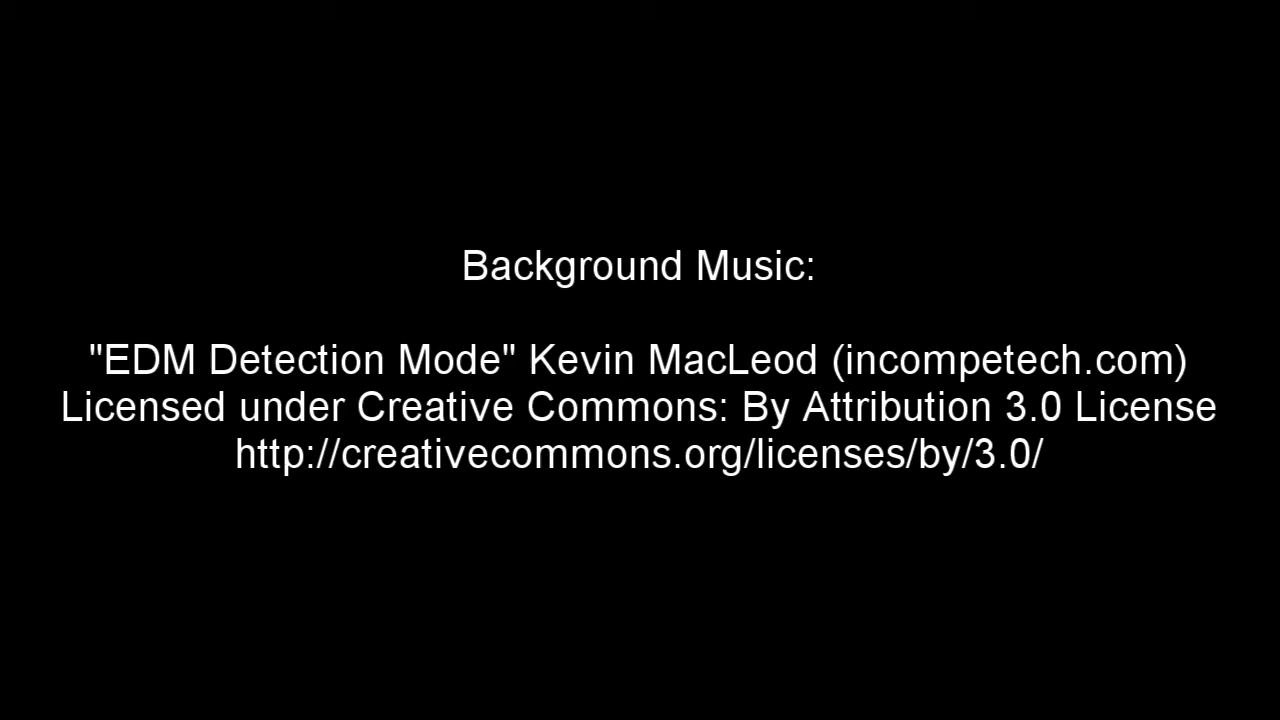 Background Music:
"EDM Detection Mode" Kevin MacLeod (incompetech.com)
Licensed under Creative Commons: By Attribution 3.0 License
http://creativecommons.org/licenses/by/3.0/